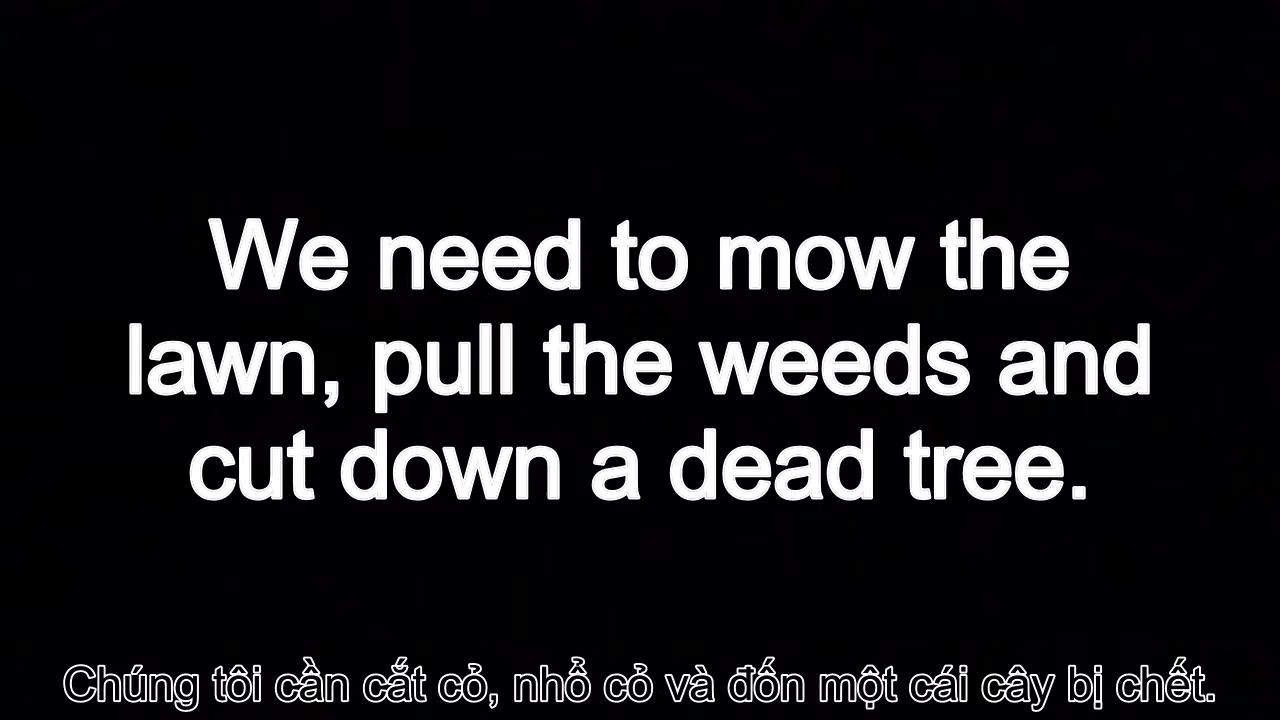 We need to mow the
lawn, pull the weeds and
cut down a dead tree.
Chúng tôi cần cắt cỏ, nhổ cỏ và đốn một cái cây bị chết.